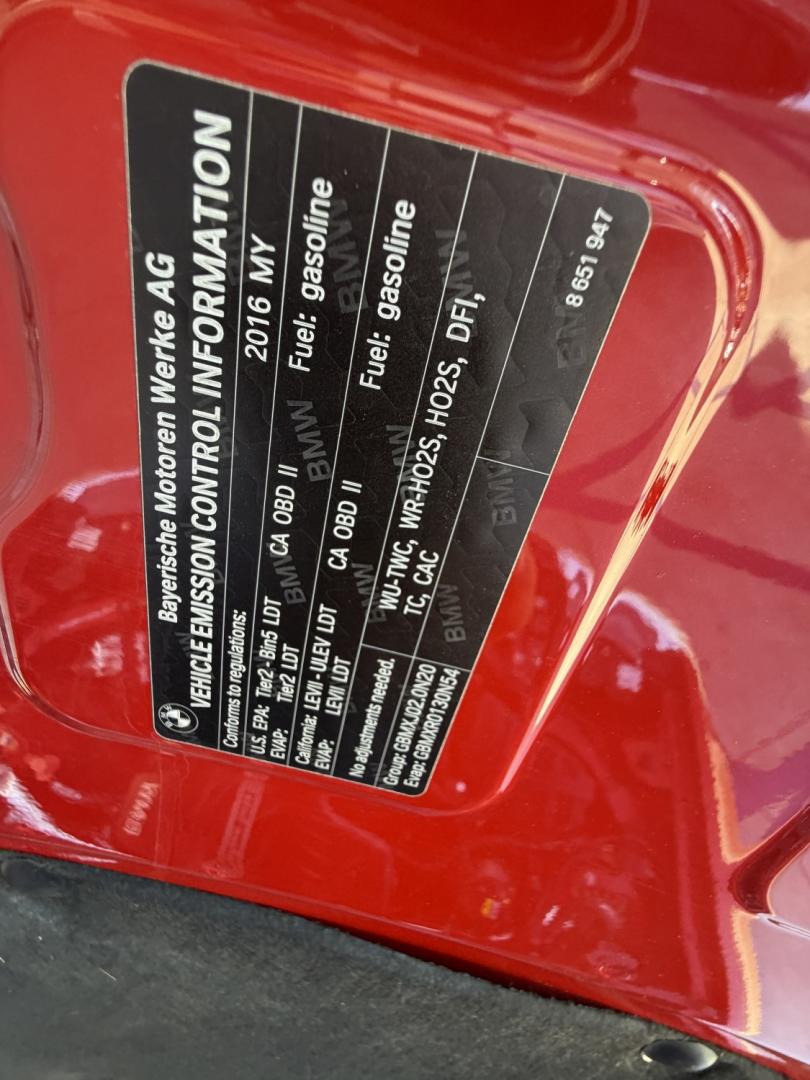 Bayerische Motoren Werke AG
VEHICLE EMISSION CONTROL INFORMATION
Conforms to regulations: 2016 MY
U.S. EPA: Tier2 - Bin5 LDT CA OBD II Fuel: gasoline
EVAP: Tier2 LDT
California: LEVII - ULEV LDT CA OBD II Fuel: gasoline
EVAP: LEVII LDT
No adjustments needed. WU-TWC, WR-HO2S, HO2S, DFI,
TC, CAC
Group: GBMXJ02.0N20
Evap: GBMXR0130N54
8 651 947